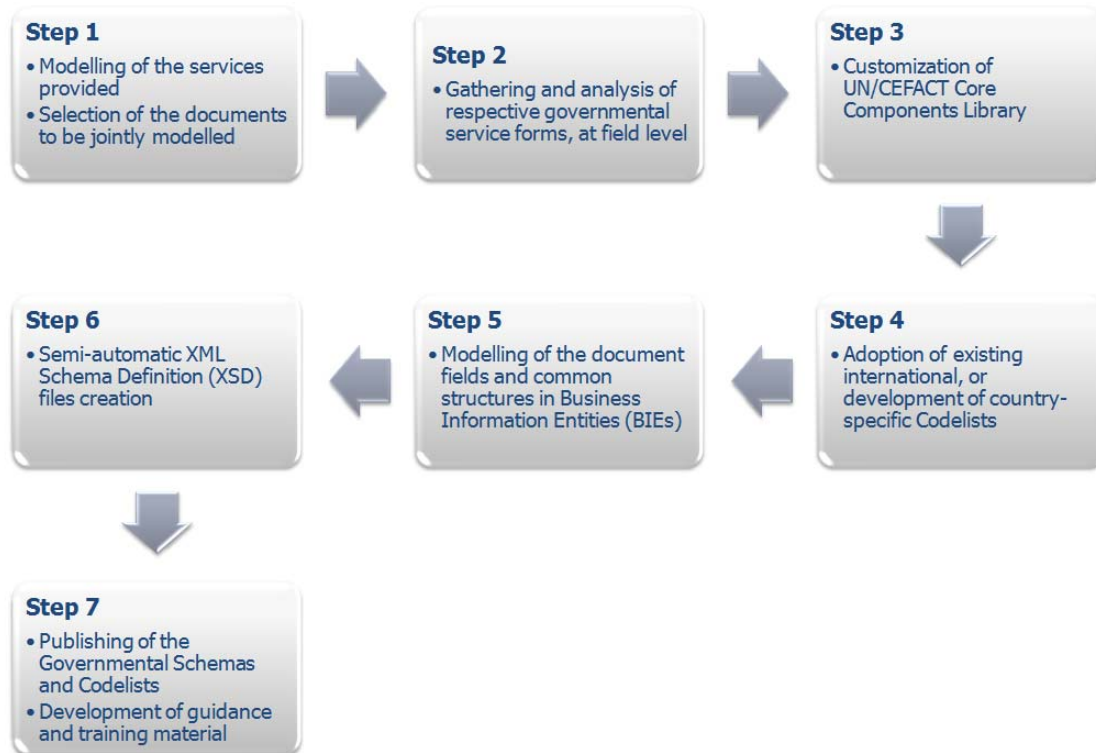 Step 1
• Modelling of the services
provided
• Selection of the documents
to be jointly modelled
Step 2
• Gathering and analysis of
respective governmental
service forms, at field level
Step 3
• Customization of
UN/CEFACT Core
Components Library
Step 4
• Adoption of existing
international, or
development of country-
specific Codelists
Step 5
• Modelling of the document
fields and common
structures in Business
Information Entities (BIEs)
Step 6
• Semi-automatic XML
Schema Definition (XSD)
files creation
Step 7
• Publishing of the
Governmental Schemas
and Codelists
• Development of guidance
and training material